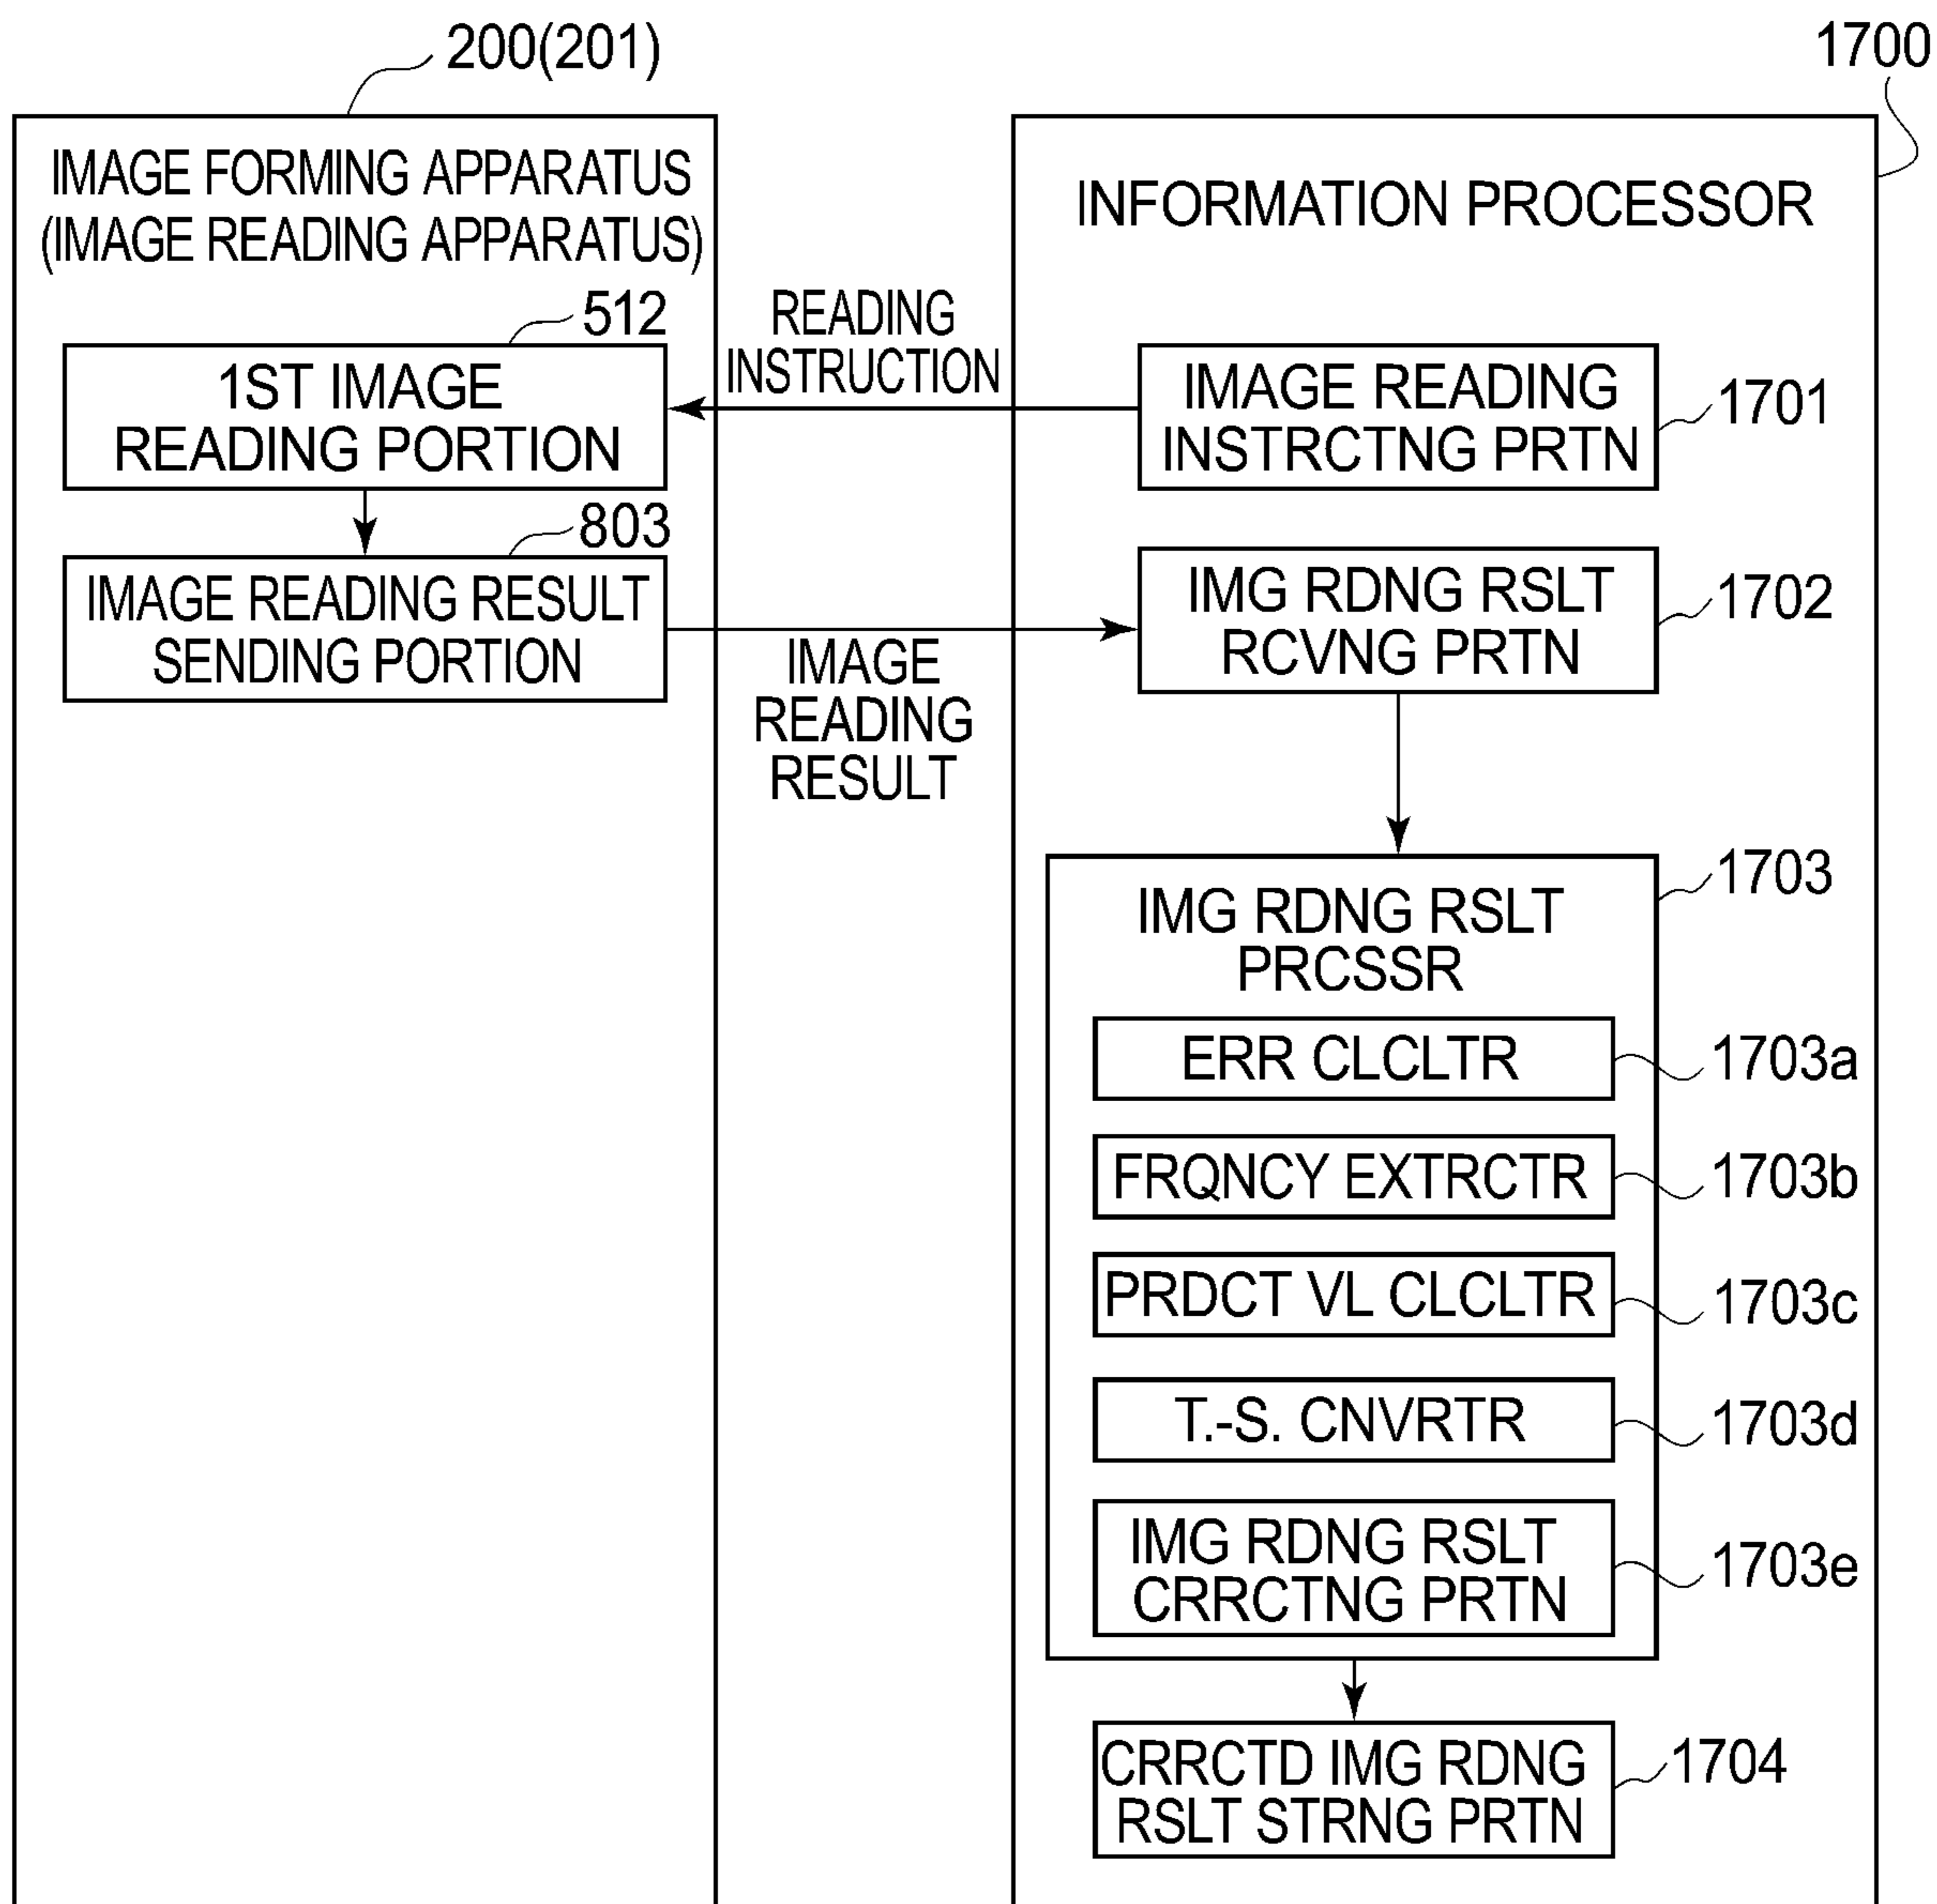 200(201)
1700
IMAGE FORMING APPARATUS
(IMAGE READING APPARATUS)
INFORMATION PROCESSOR
512
1ST IMAGE
READING PORTION
READING
INSTRUCTION
IMAGE READING
INSTRCTNG PRTN
1701
803
IMAGE READING RESULT
SENDING PORTION
IMAGE
READING
RESULT
IMG RDNG RSLT
RCVNG PRTN
1702
1703
IMG RDNG RSLT
PRCSSR
ERR CLCLTR
1703a
FRQNCY EXTRCTR
1703b
PRDCT VL CLCLTR
1703c
T.-S. CNVRTR
1703d
IMG RDNG RSLT
CRRCTNG PRTN
1703e
CRRCTD IMG RDNG
RSLT STRNG PRTN
1704